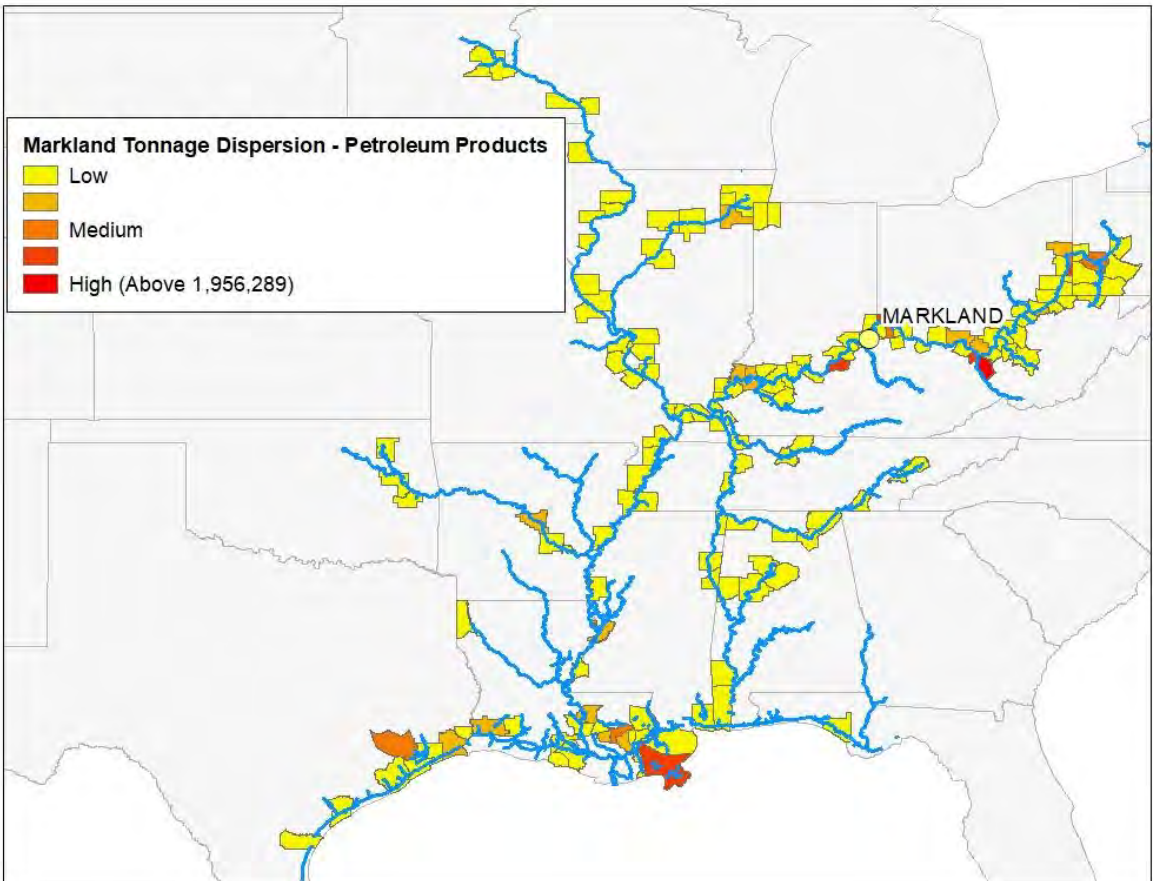 Markland Tonnage Dispersion - Petroleum Products
Low
Medium
High (Above 1,956,289)
MARKLAND